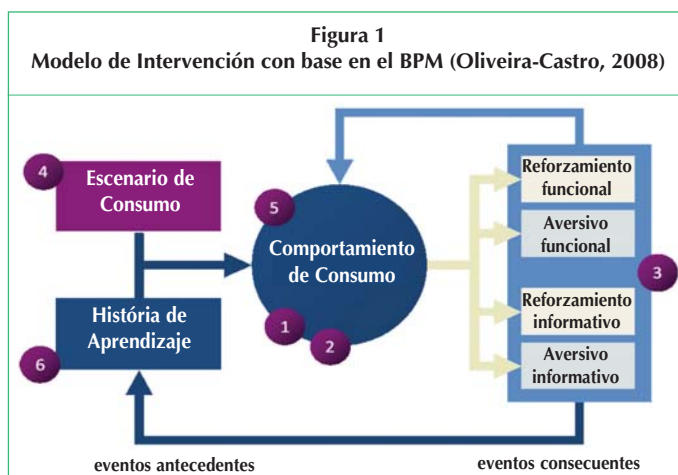 Figura 1
Modelo de Intervención con base en el BPM (Oliveira-Castro, 2008)
4
Escenario de
Consumo
5
Comportamiento
de Consumo
1
2
História de
Aprendizaje
6
Reforzamiento
funcional
Aversivo
funcional
3
Reforzamiento
informativo
Aversivo
informativo
eventos antecedentes
eventos consecuentes